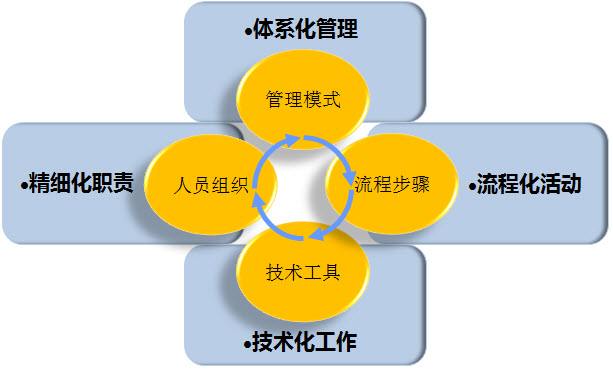 •体系化管理
管理模式
•精细化职责
人员组织
流程步骤
•流程化活动
技术工具
•技术化工作